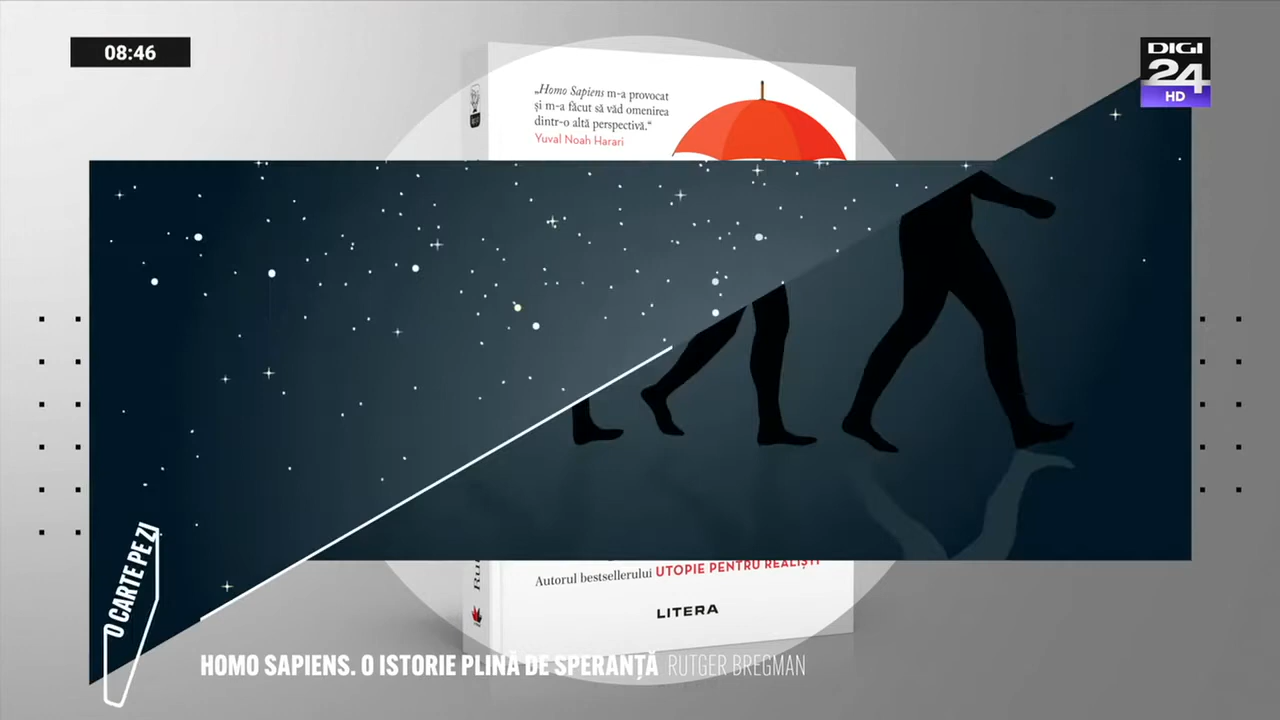 08:46
DIGI
24
HD
„Homo Sapiens m-a provocat
și m-a făcut să văd omenirea
dintr-o altă perspectivă.“
Yuval Noah Harari
Autorul bestsellerului UTOPIE PENTRU REALIȘTI
LITERA
O CARTE PE ZI
HOMO SAPIENS. O ISTORIE PLINĂ DE SPERANȚĂ RUTGER BREGMAN